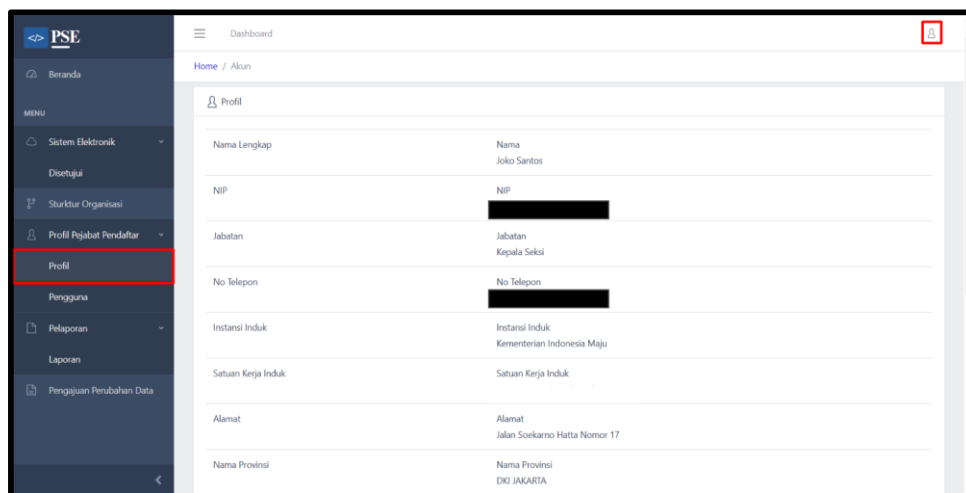 </> PSE
Beranda
MENU
Sistem Elektronik
Disetujui
Sturktur Organisasi
Profil Pejabat Pendaftar
Profil
Pengguna
Pelaporan
Laporan
Pengajuan Perubahan Data
Dashboard
Home / Akun
Profil
Nama Lengkap
Nama
Joko Santos
NIP
NIP
Jabatan
Jabatan
Kepala Seksi
No Telepon
No Telepon
Instansi Induk
Instansi Induk
Kementerian Indonesia Maju
Satuan Kerja Induk
Satuan Kerja Induk
Alamat
Alamat
Jalan Soekarno Hatta Nomor 17
Nama Provinsi
Nama Provinsi
DKI JAKARTA